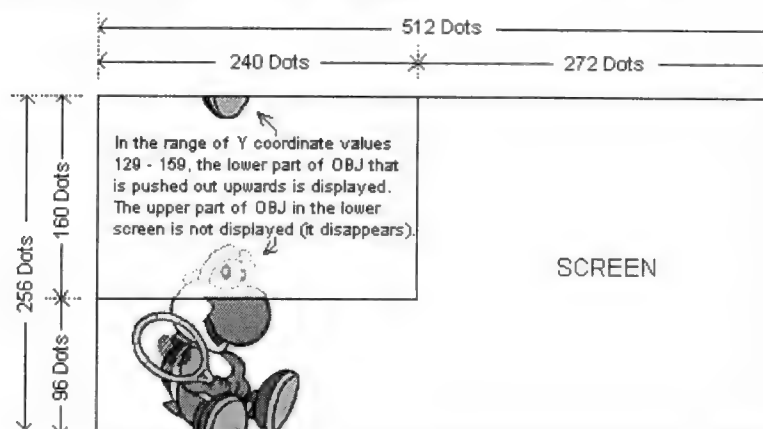 512 Dots
240 Dots
272 Dots
In the range of Y coordinate values
129 - 159, the lower part of OBJ that
is pushed out upwards is displayed.
The upper part of OBJ in the lower
screen is not displayed (it disappears).
256 Dots
160 Dots
96 Dots
SCREEN